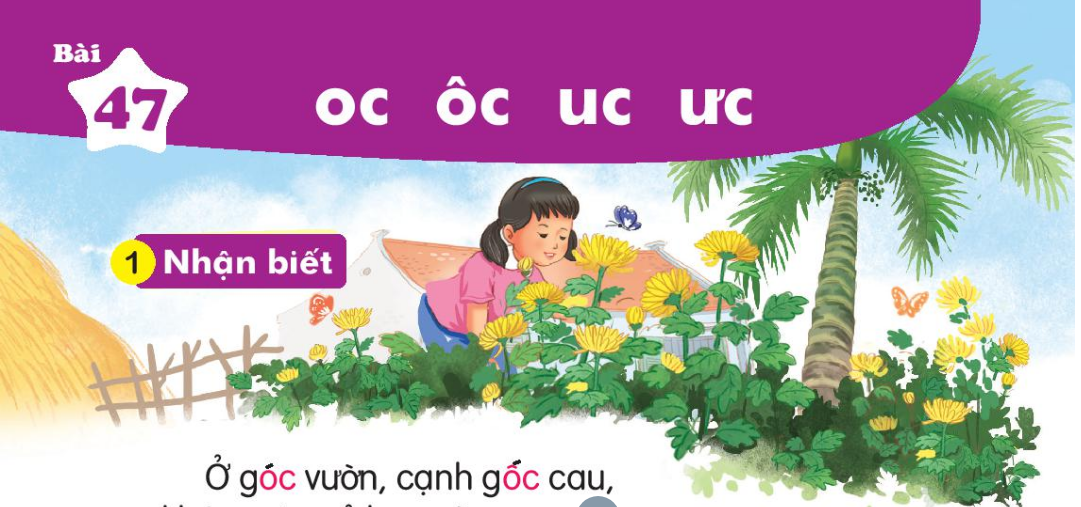 Bài
47
oc ôc uc ưc
1 Nhận biết
Ở góc vườn, cạnh gốc cau,